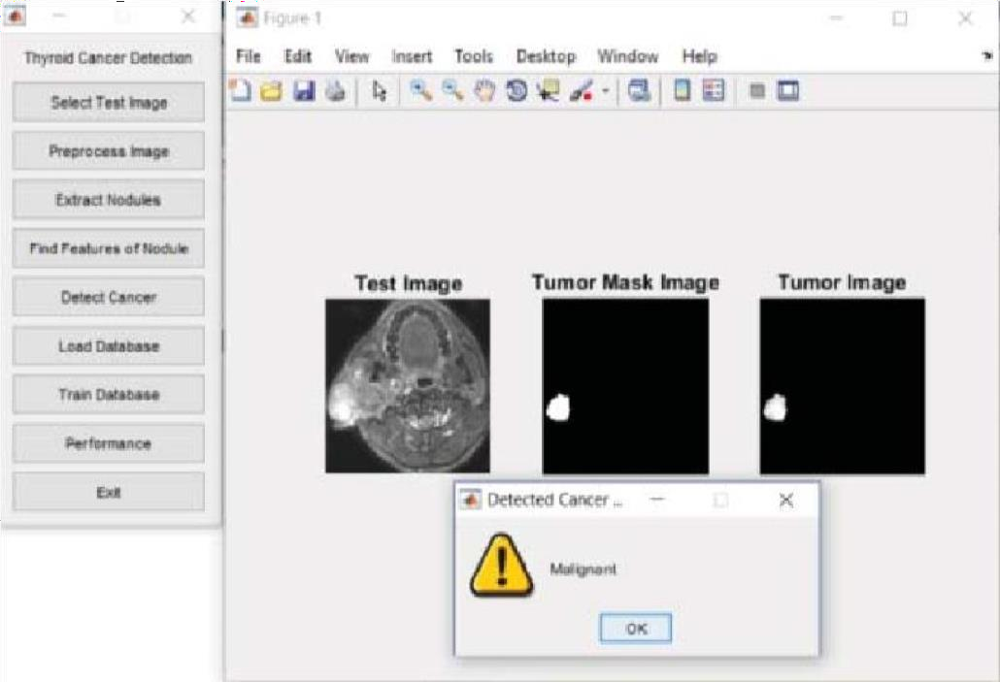 Thyroid Cancer Detection
Select Test Image
Preprocess Image
Extract Nodules
Find Features of Nodule
Detect Cancer
Load Database
Train Database
Performance
Exit
Figure 1
File Edit View Insert Tools Desktop Window Help
Test Image Tumor Mask Image Tumor Image
Detected Cancer ...
Malignant
OK